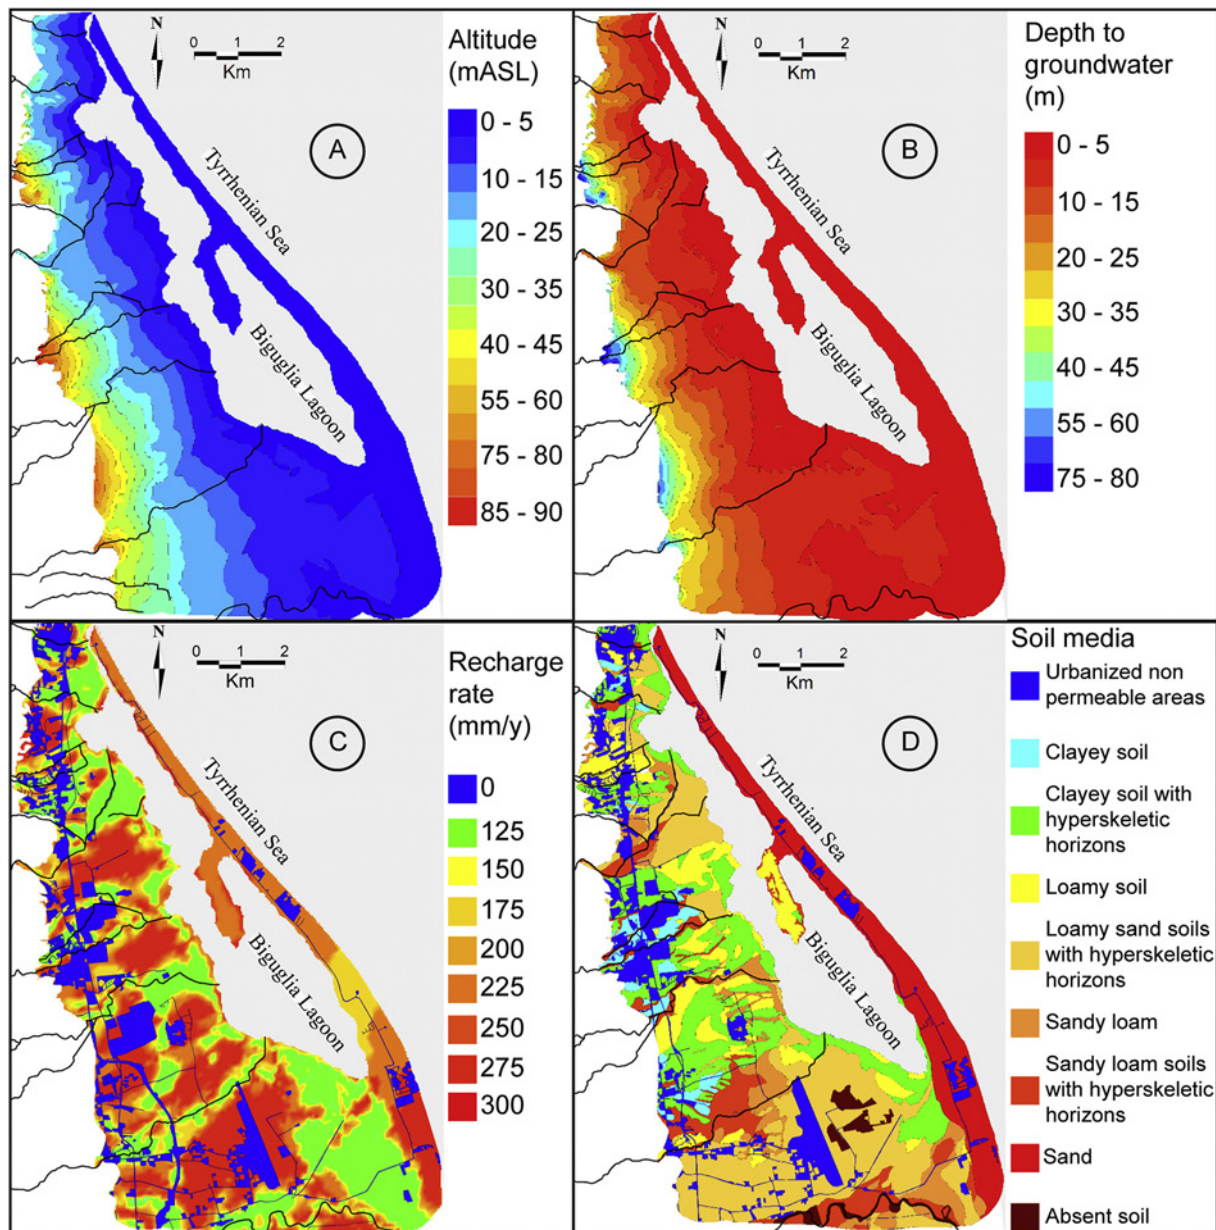 N
0 1 2
Km
Altitude
(mASL)
0 - 5
10 - 15
20 - 25
30 - 35
40 - 45
55 - 60
75 - 80
85 - 90
A
Tyrrhenian Sea
Biguglia Lagoon
N
0 1 2
Km
Depth to
groundwater
(m)
0 - 5
10 - 15
20 - 25
30 - 35
40 - 45
55 - 60
75 - 80
B
Tyrrhenian Sea
Biguglia Lagoon
N
0 1 2
Km
Recharge
rate
(mm/y)
0
125
150
175
200
225
250
275
300
C
Tyrrhenian Sea
Biguglia Lagoon
N
0 1 2
Km
Soil media
Urbanized non
permeable areas
Clayey soil
Clayey soil with
hyperskeletic
horizons
Loamy soil
Loamy sand soils
with hyperskeletic
horizons
Sandy loam
Sandy loam soils
with hyperskeletic
horizons
Sand
Absent soil
D
Tyrrhenian Sea
Biguglia Lagoon